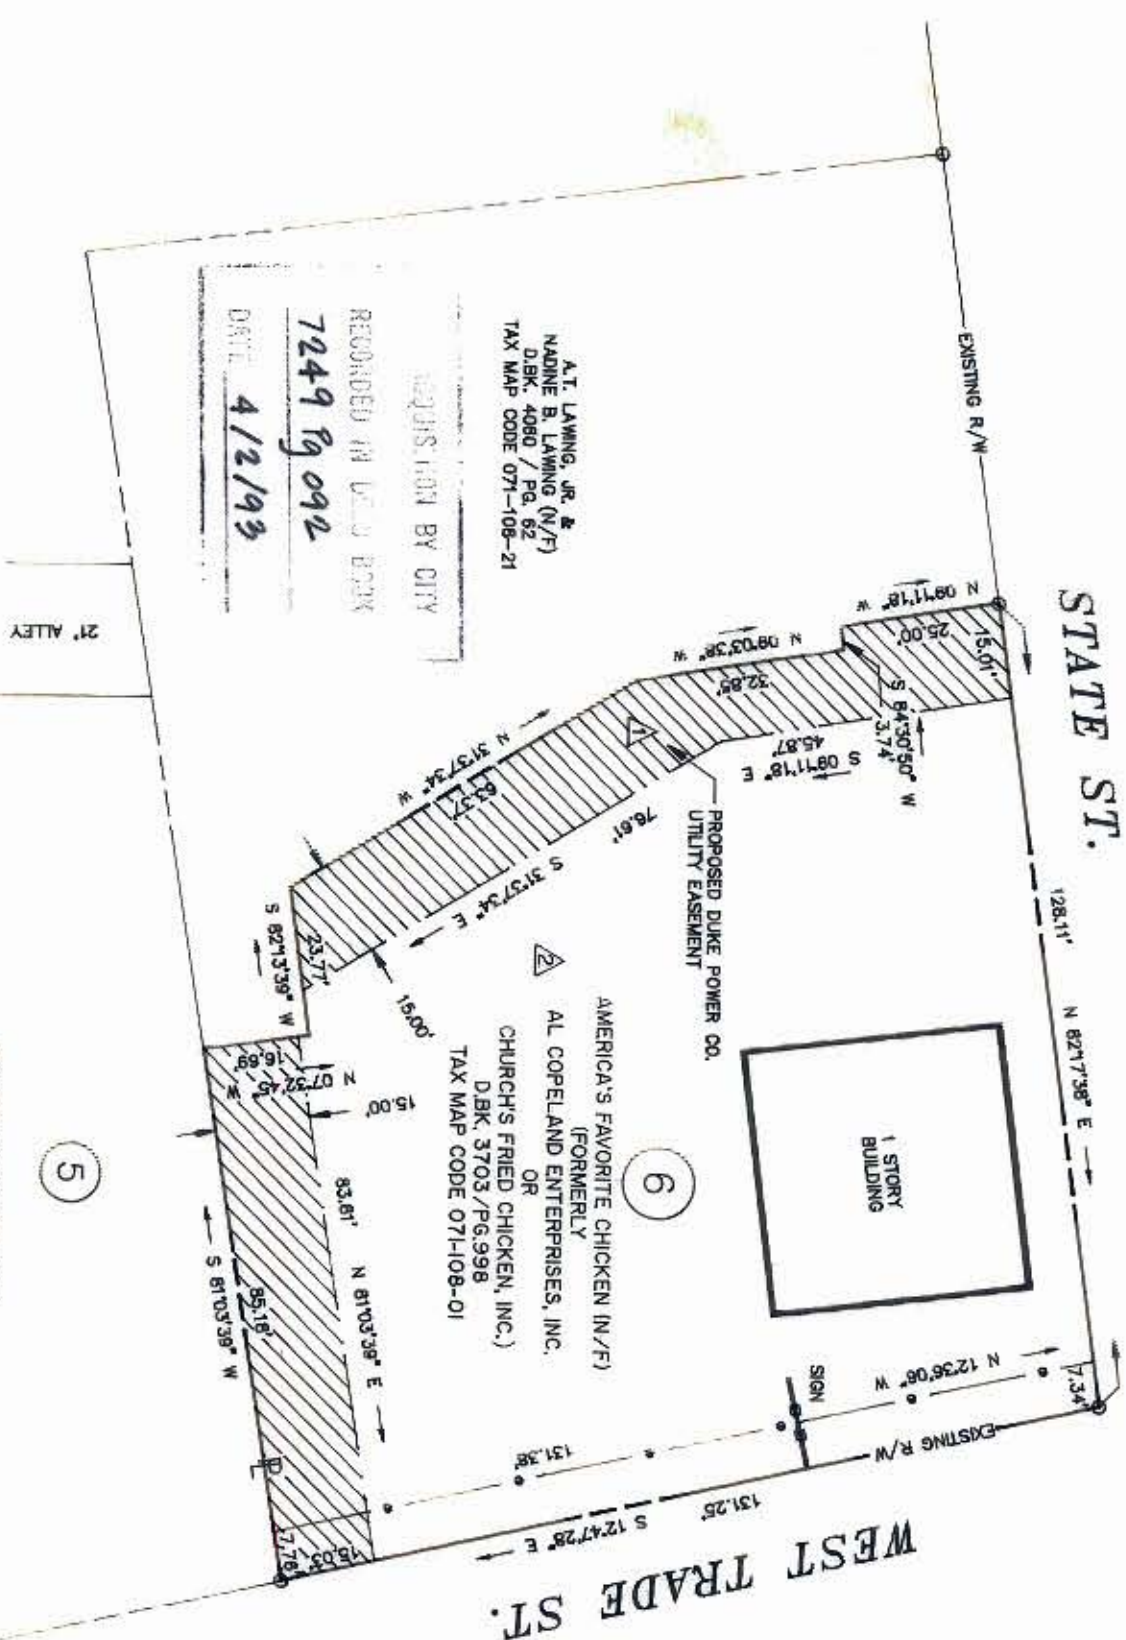 STATE ST.
WEST TRADE ST.
EXISTING R/W
A.T. LAWING, JR. &
NADINE B. LAWING (N/F)
D.BK. 4080 / PG. 62
TAX MAP CODE 071-108-21
BY CITY
RECORDED IN BOOK
7249 Pg 092
DATE 4/2/93
21' ALLEY
N 09°11'18" W
25.00'
15.01'
S 84°30'50" W
3.74'
N 09°03'38" W
32.85'
45.87'
S 09°11'18" E
1
PROPOSED DUKE POWER CO.
UTILITY EASEMENT
N 31°37'34" W
63.37'
76.61'
S 31°37'34" E
23.77'
S 82°13'39" W
15.00'
16.69'
N 07°32'45" W
15.00'
128.11'
N 82°17'38" E
1 STORY
BUILDING
6
2
AMERICA'S FAVORITE CHICKEN (N/F)
(FORMERLY
AL COPELAND ENTERPRISES, INC.
OR
CHURCH'S FRIED CHICKEN, INC.)
D.BK. 3703/PG.998
TAX MAP CODE 071-108-01
83.81'
N 81°03'39" E
85.18'
S 81°03'39" W
5
SIGN
N 12°36'06" W
7.34'
EXISTING R/W
131.38'
131.25'
S 12°47'28" E
15.03'
7.76'
PL